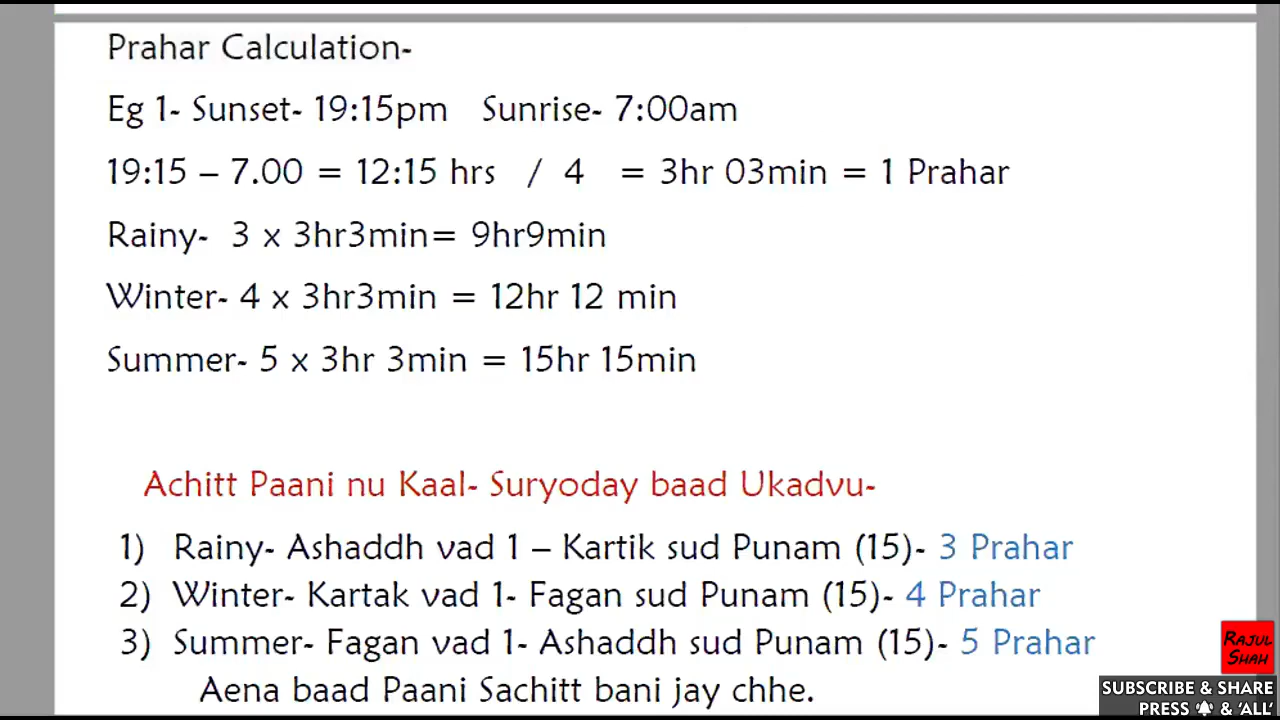 Prahar Calculation-
Eg 1- Sunset- 19:15pm Sunrise- 7:00am
19:15 – 7.00 = 12:15 hrs / 4 = 3hr 03min = 1 Prahar
Rainy- 3 x 3hr3min= 9hr9min
Winter- 4 x 3hr3min = 12hr 12 min
Summer- 5 x 3hr 3min = 15hr 15min
Achitt Paani nu Kaal- Suryoday baad Ukadvu-
1) Rainy- Ashaddh vad 1 – Kartik sud Punam (15)- 3 Prahar
2) Winter- Kartak vad 1- Fagan sud Punam (15)- 4 Prahar
3) Summer- Fagan vad 1- Ashaddh sud Punam (15)- 5 Prahar
Aena baad Paani Sachitt bani jay chhe.
RAJUL
SHAH
SUBSCRIBE & SHARE
PRESS & 'ALL'